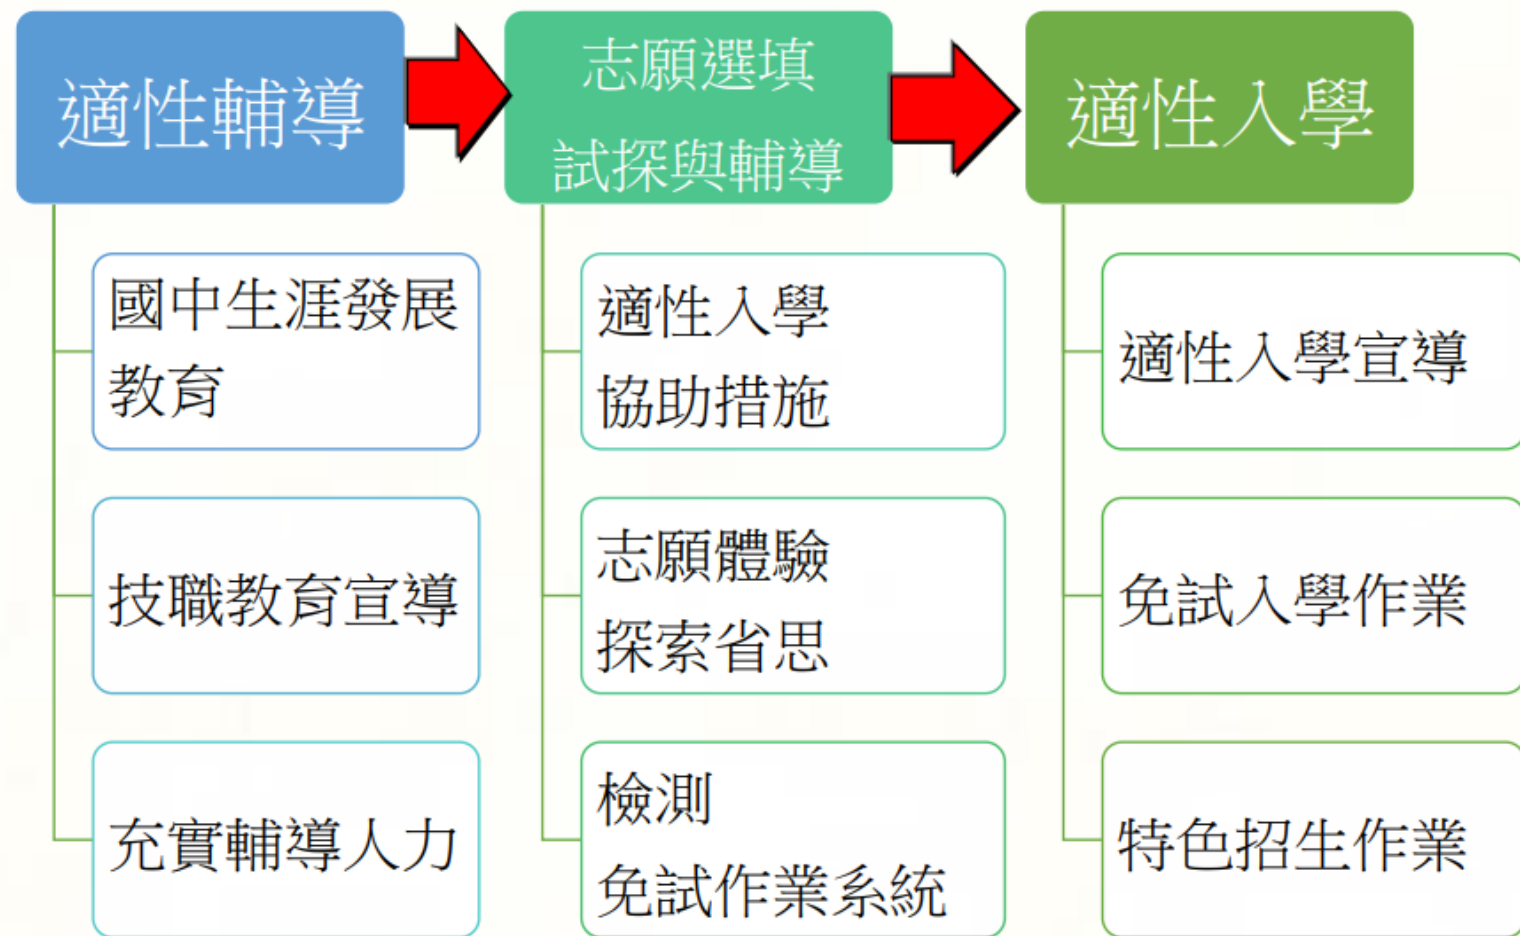 適性輔導
國中生涯發展
教育
技職教育宣導
充實輔導人力
志願選填
試探與輔導
適性入學
協助措施
志願體驗
探索省思
檢測
免試作業系統
適性入學
適性入學宣導
免試入學作業
特色招生作業